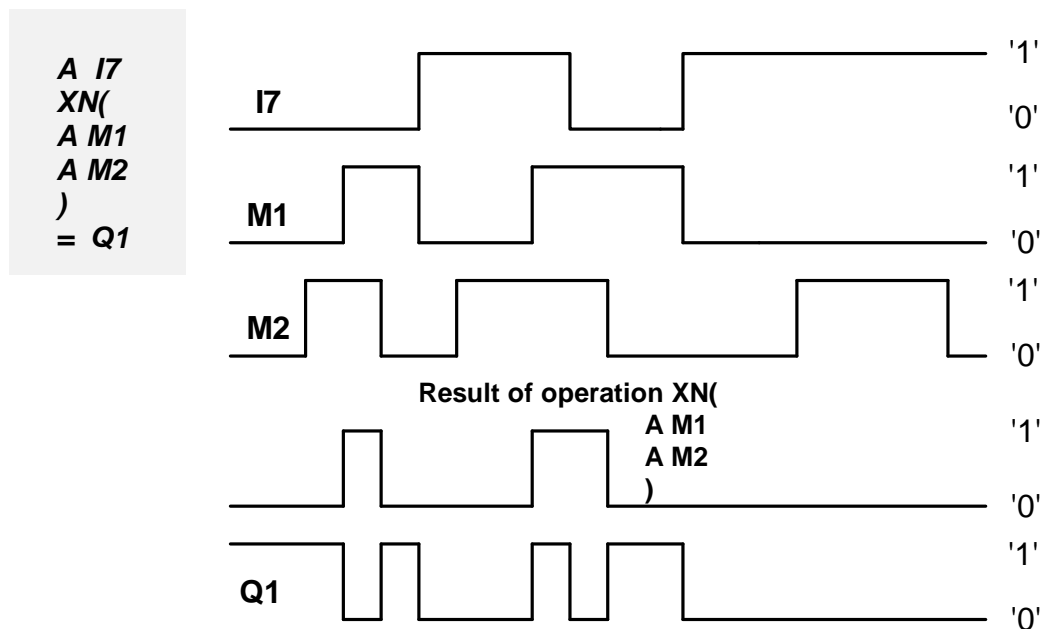 A I7
XN(
A M1
A M2
)
= Q1
I7
'1'
'0'
M1
'1'
'0'
M2
'1'
'0'
Result of operation XN(
A M1
A M2
)
'1'
'0'
Q1
'1'
'0'